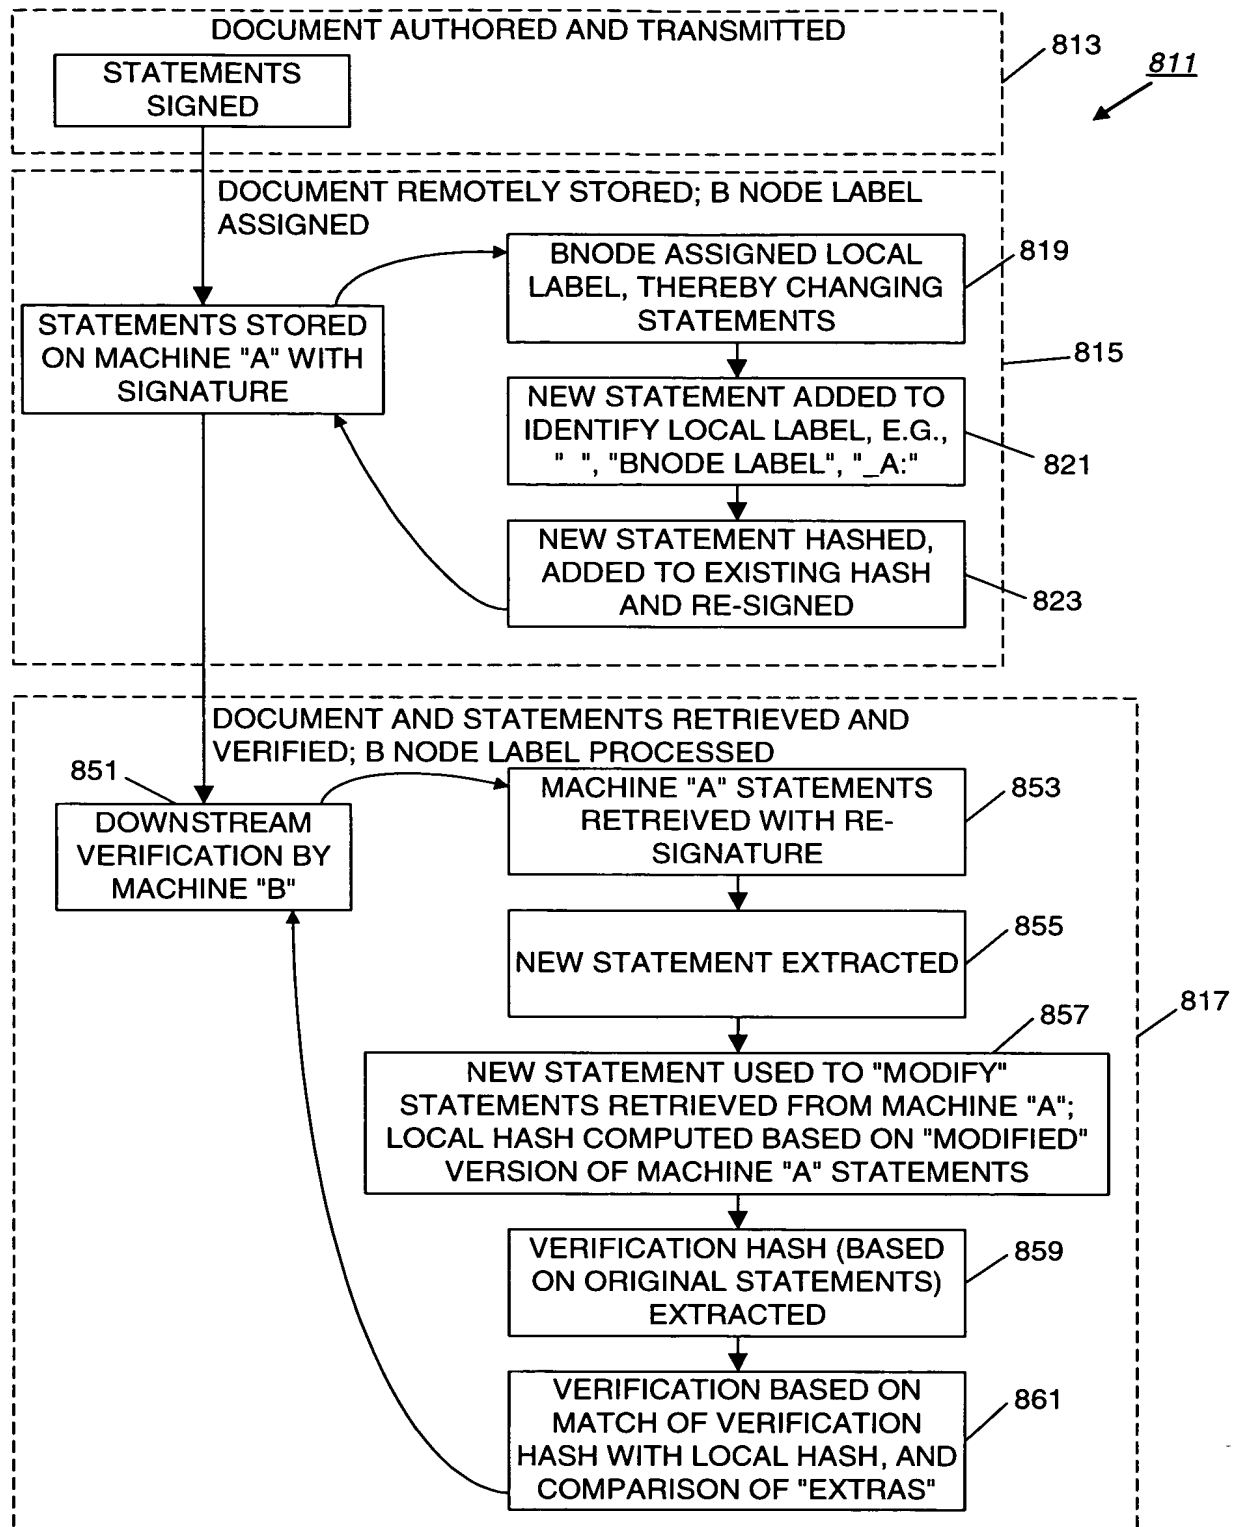 DOCUMENT AUTHORED AND TRANSMITTED
813
811
STATEMENTS
SIGNED
DOCUMENT REMOTELY STORED; B NODE LABEL
ASSIGNED
819
BNODE ASSIGNED LOCAL
LABEL, THEREBY CHANGING
STATEMENTS
STATEMENTS STORED
ON MACHINE "A" WITH
SIGNATURE
815
NEW STATEMENT ADDED TO
IDENTIFY LOCAL LABEL, E.G.,
"_", "BNODE LABEL", "_A:"
821
NEW STATEMENT HASHED,
ADDED TO EXISTING HASH
AND RE-SIGNED
823
DOCUMENT AND STATEMENTS RETRIEVED AND
VERIFIED; B NODE LABEL PROCESSED
851
DOWNSTREAM
VERIFICATION BY
MACHINE "B"
MACHINE "A" STATEMENTS
RETREIVED WITH RE-
SIGNATURE
853
855
NEW STATEMENT EXTRACTED
817
857
NEW STATEMENT USED TO "MODIFY"
STATEMENTS RETRIEVED FROM MACHINE "A";
LOCAL HASH COMPUTED BASED ON "MODIFIED"
VERSION OF MACHINE "A" STATEMENTS
VERIFICATION HASH (BASED
ON ORIGINAL STATEMENTS)
EXTRACTED
859
VERIFICATION BASED ON
MATCH OF VERIFICATION
HASH WITH LOCAL HASH, AND
COMPARISON OF "EXTRAS"
861